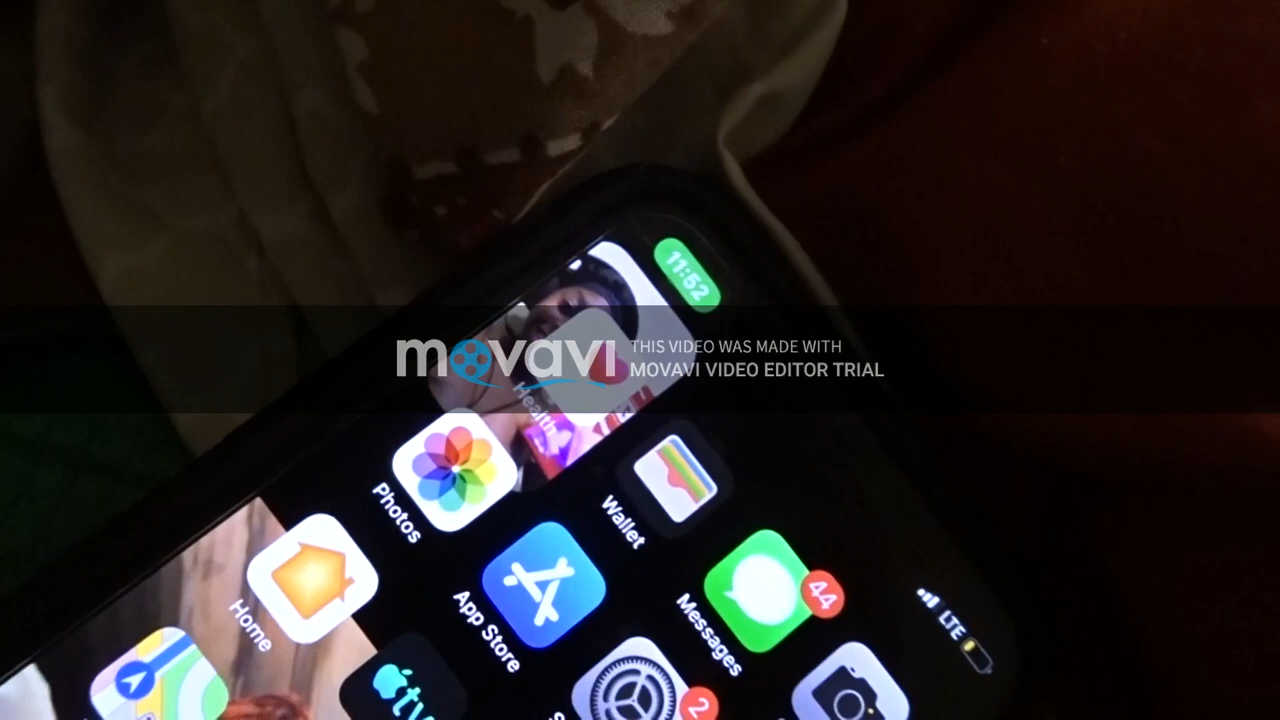 11:52
movavi
THIS VIDEO WAS MADE WITH
MOVAVI VIDEO EDITOR TRIAL
Health
Photos
Wallet
Home
App Store
Messages
44
LTE
tv
2